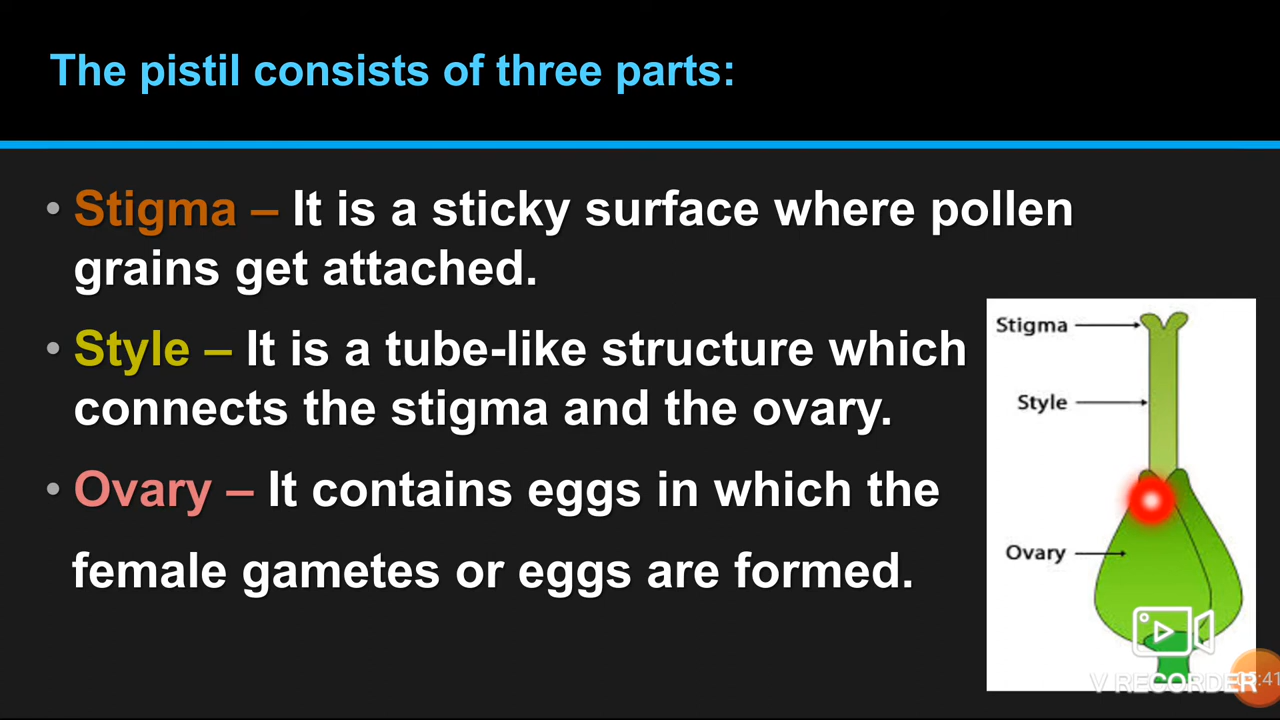 The pistil consists of three parts:
• Stigma – It is a sticky surface where pollen
grains get attached.
• Style – It is a tube-like structure which
connects the stigma and the ovary.
• Ovary – It contains eggs in which the
female gametes or eggs are formed.
Stigma
Style
Ovary
V RECORDER
:41